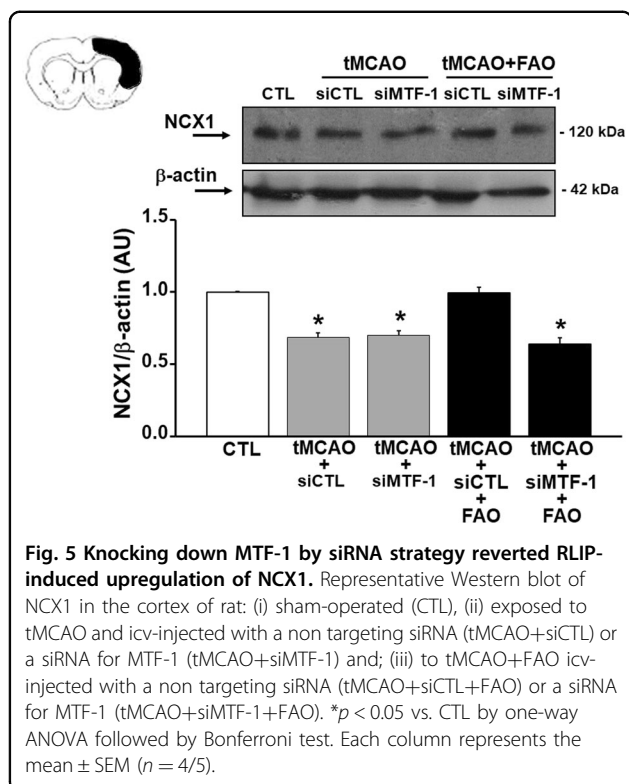 tMCAO tMCAO+FAO
CTL siCTL siMTF-1 siCTL siMTF-1
NCX1 - 120 kDa
β-actin - 42 kDa
1.5
1.0
0.5
0.0
NCX1/β-actin (AU)
* * *
CTL
tMCAO + siCTL
tMCAO + siMTF-1
tMCAO + siCTL + FAO
tMCAO + siMTF-1 + FAO
Fig. 5 Knocking down MTF-1 by siRNA strategy reverted RLIP-
induced upregulation of NCX1. Representative Western blot of
NCX1 in the cortex of rat: (i) sham-operated (CTL), (ii) exposed to
tMCAO and icv-injected with a non targeting siRNA (tMCAO+siCTL) or
a siRNA for MTF-1 (tMCAO+siMTF-1) and; (iii) to tMCAO+FAO icv-
injected with a non targeting siRNA (tMCAO+siCTL+FAO) or a siRNA
for MTF-1 (tMCAO+siMTF-1+FAO). *p < 0.05 vs. CTL by one-way
ANOVA followed by Bonferroni test. Each column represents the
mean ± SEM (n = 4/5).